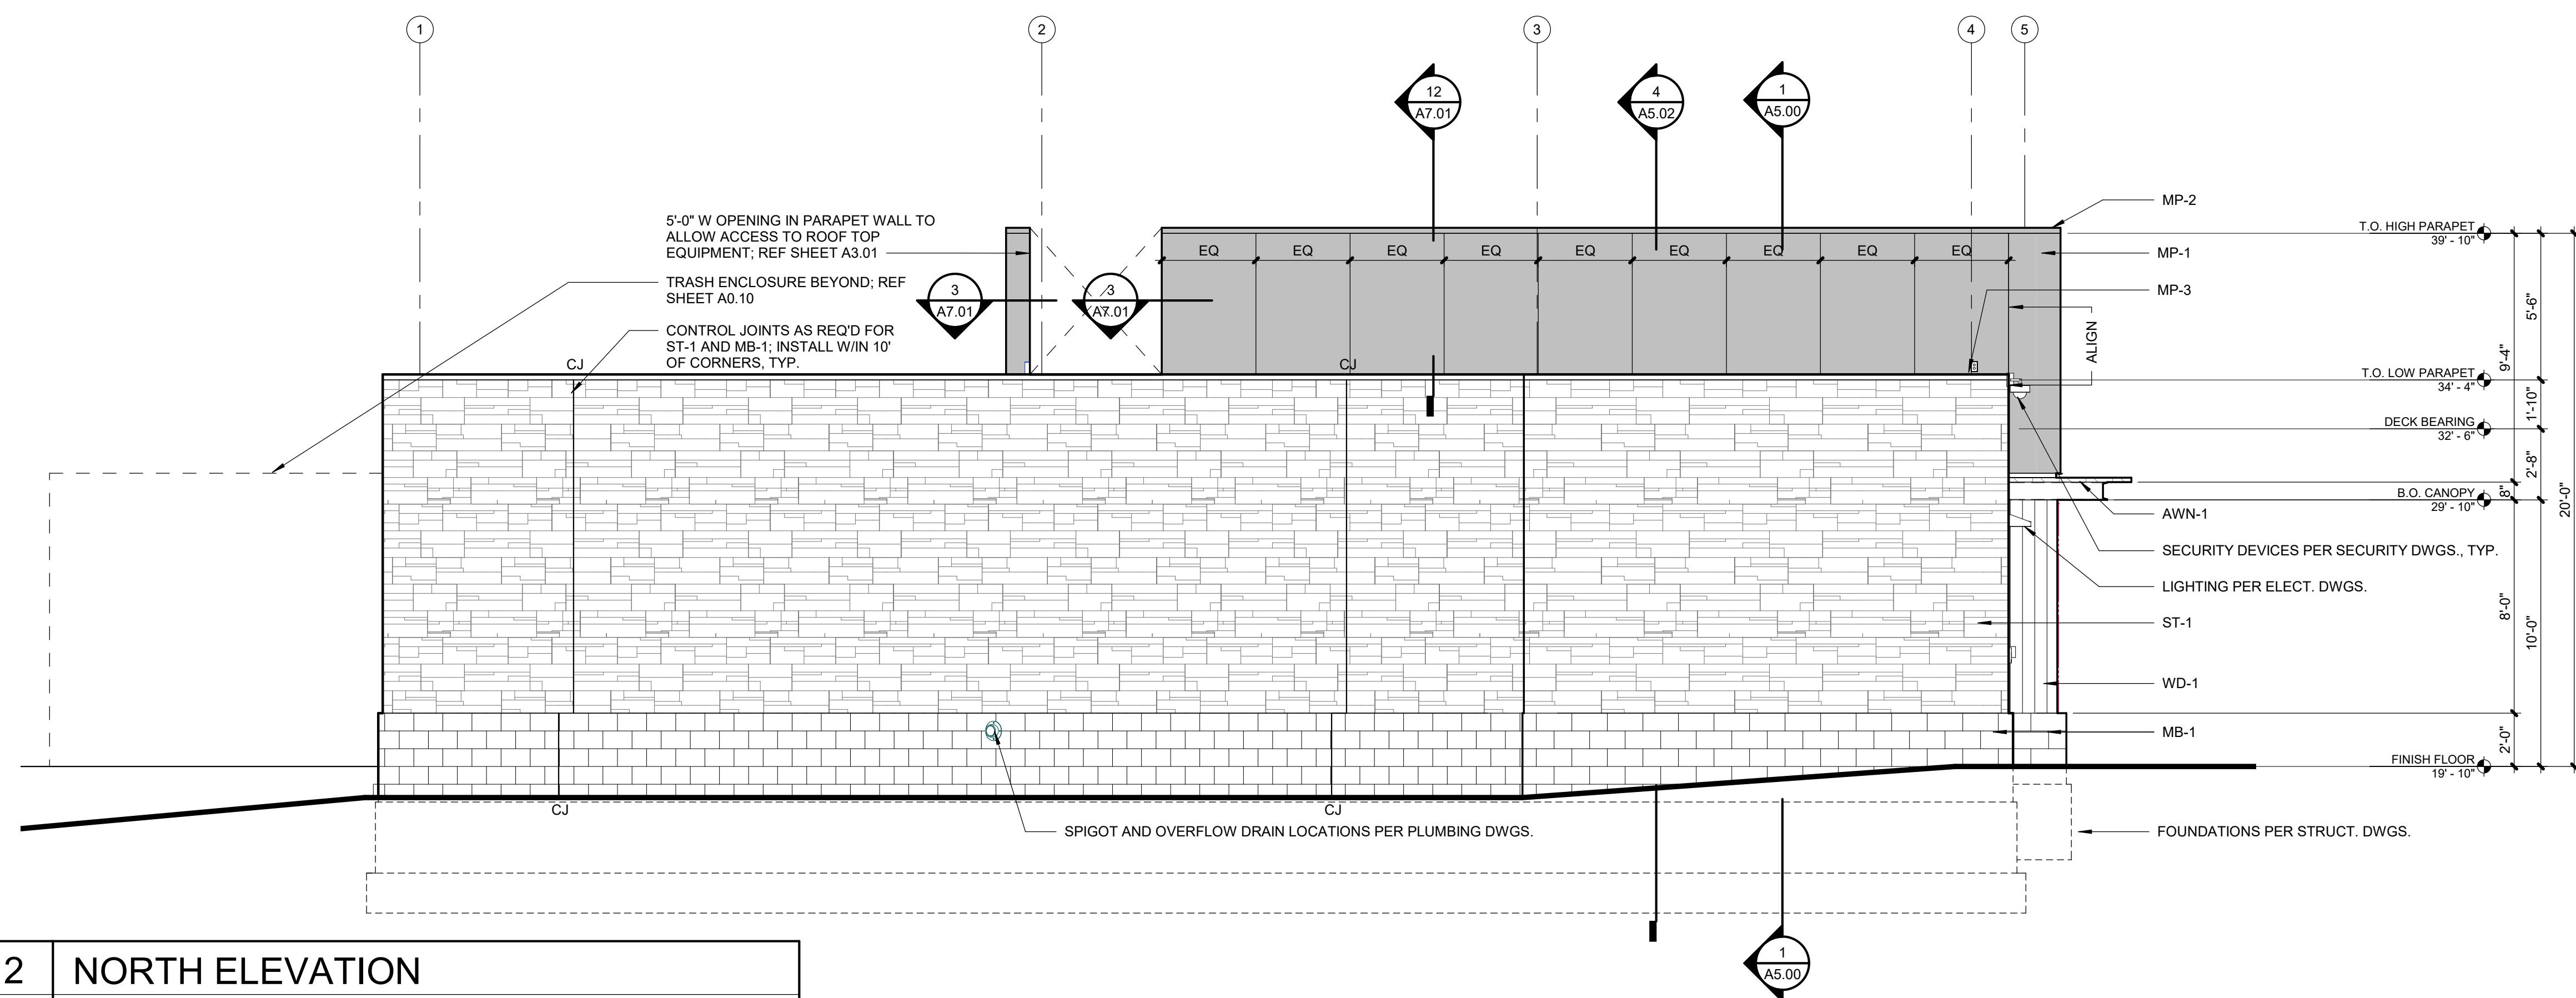 1
2
3
4
5
12
A7.01
4
A5.02
1
A5.00
5'-0" W OPENING IN PARAPET WALL TO
ALLOW ACCESS TO ROOF TOP
EQUIPMENT; REF SHEET A3.01
TRASH ENCLOSURE BEYOND; REF
SHEET A0.10
CONTROL JOINTS AS REQ'D FOR
ST-1 AND MB-1; INSTALL W/IN 10'
OF CORNERS, TYP.
3
A7.01
3
A7.01
EQ
EQ
EQ
EQ
EQ
EQ
EQ
EQ
EQ
CJ
CJ
ALIGN
MP-2
MP-1
MP-3
AWN-1
SECURITY DEVICES PER SECURITY DWGS., TYP.
LIGHTING PER ELECT. DWGS.
ST-1
WD-1
MB-1
FOUNDATIONS PER STRUCT. DWGS.
T.O. HIGH PARAPET
39' - 10"
T.O. LOW PARAPET
34' - 4"
DECK BEARING
32' - 6"
B.O. CANOPY
29' - 10"
FINISH FLOOR
19' - 10"
9'-4"
8"
8'-0"
2'-0"
5'-6"
1'-10"
2'-8"
10'-0"
20'-0"
CJ
CJ
SPIGOT AND OVERFLOW DRAIN LOCATIONS PER PLUMBING DWGS.
1
A5.00
2
NORTH ELEVATION